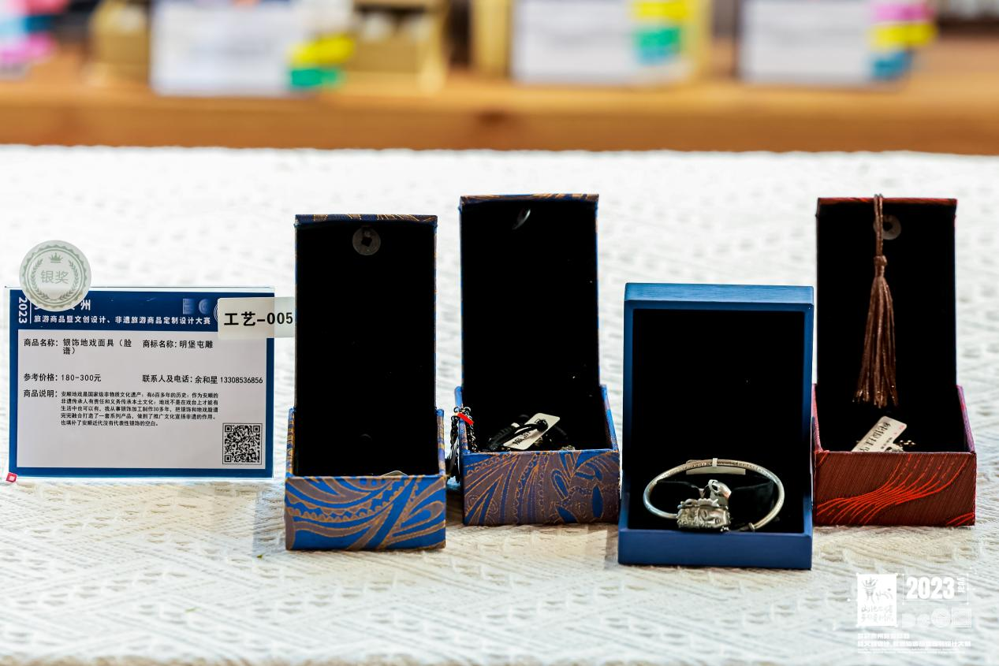 银奖
2023
州
旅游商品暨文创设计、非遗旅游商品定制设计大赛
工艺-005
商品名称：银饰地戏面具（脸谱）
商标名称：明堡屯雕
参考价格：180-300元
联系人及电话：余和星 13308536856
商品说明：安顺地戏是国家级非物质文化遗产；有6百多年的历史；作为安顺的
非遗传承人有责任和义务传承本土文化；地戏不是在戏台上才能有
生活中也可以有，我从事银饰加工制作30多年，把银饰和地戏脸谱
完完融合打造了一套系列产品，做到了推广文化宣扬非遗的作用。
也填补了安顺近代没有代表性银饰的空白。
2023